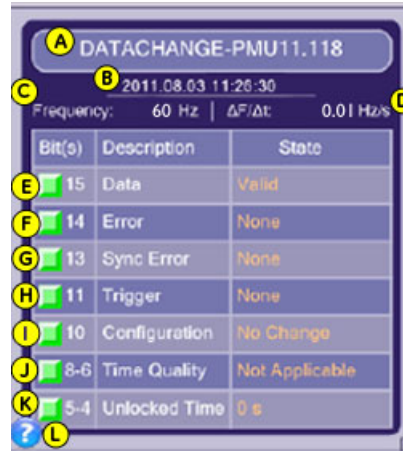 A DATACHANGE-PMU11.118
B 2011.08.03 11:26:30
C
D
Frequency: 60 Hz | ΔF/Δt: 0.01 Hz/s
Bit(s) Description State
E 15 Data Valid
F 14 Error None
G 13 Sync Error None
H 11 Trigger None
I 10 Configuration No Change
J 8-6 Time Quality Not Applicable
K 5-4 Unlocked Time 0 s
? L